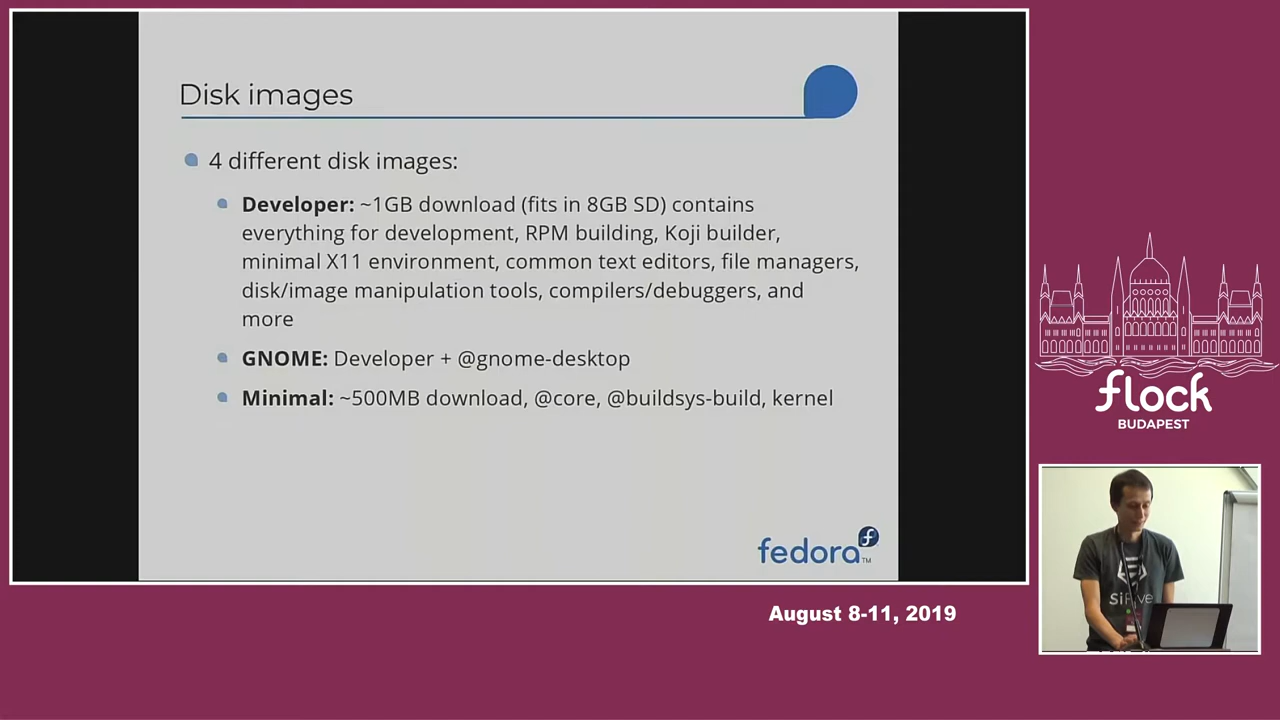 Disk images
4 different disk images:
Developer: ~1GB download (fits in 8GB SD) contains
everything for development, RPM building, Koji builder,
minimal X11 environment, common text editors, file managers,
disk/image manipulation tools, compilers/debuggers, and
more
GNOME: Developer + @gnome-desktop
Minimal: ~500MB download, @core, @buildsys-build, kernel
fedora™
flock
BUDAPEST
August 8-11, 2019